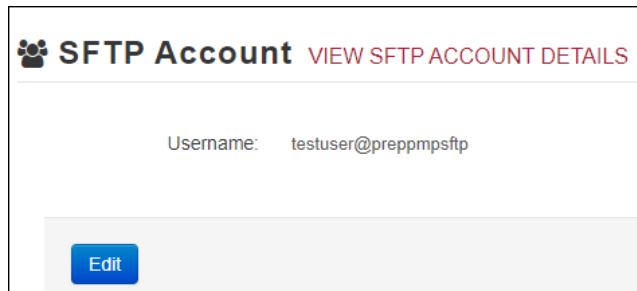 SFTP Account VIEW SFTP ACCOUNT DETAILS
Username: testuser@preppmpsftp
Edit